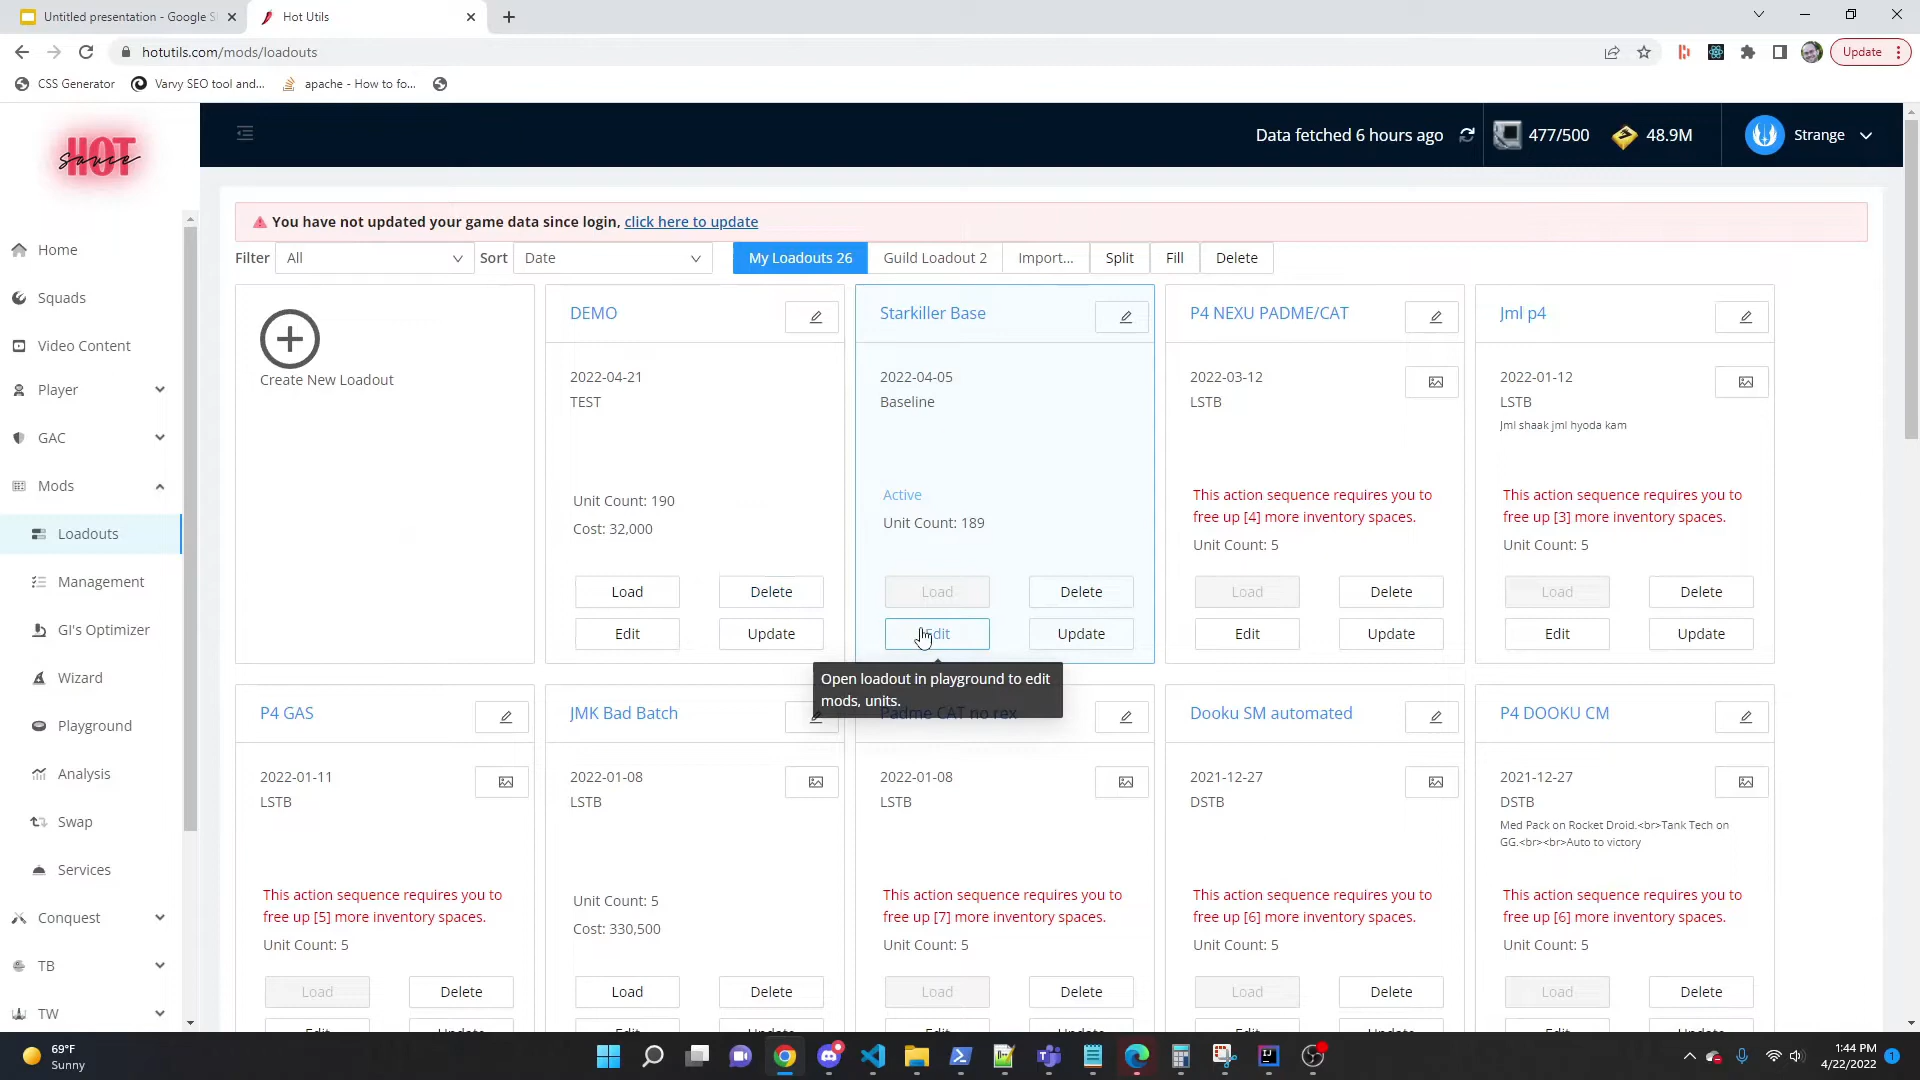 Untitled presentation - Google S
Hot Utils
hotutils.com/mods/loadouts
Update
CSS Generator
Varvy SEO tool and...
apache - How to fo...
HOT
sauce
Data fetched 6 hours ago
477/500
48.9M
Strange
You have not updated your game data since login, click here to update
Filter
All
Sort
Date
My Loadouts 26
Guild Loadout 2
Import...
Split
Fill
Delete
Home
Squads
Video Content
Player
GAC
Mods
Loadouts
Management
GI's Optimizer
Wizard
Playground
Analysis
Swap
Services
Conquest
TB
TW
Create New Loadout
DEMO
2022-04-21
TEST
Unit Count: 190
Cost: 32,000
Load
Delete
Edit
Update
Starkiller Base
2022-04-05
Baseline
Active
Unit Count: 189
Load
Delete
Edit
Update
Open loadout in playground to edit
mods, units.
P4 NEXU PADME/CAT
2022-03-12
LSTB
This action sequence requires you to
free up [4] more inventory spaces.
Unit Count: 5
Load
Delete
Edit
Update
Jml p4
2022-01-12
LSTB
Jml shaak jml hyoda kam
This action sequence requires you to
free up [3] more inventory spaces.
Unit Count: 5
Load
Delete
Edit
Update
P4 GAS
2022-01-11
LSTB
This action sequence requires you to
free up [5] more inventory spaces.
Unit Count: 5
Load
Delete
Edit
Update
JMK Bad Batch
2022-01-08
LSTB
Unit Count: 5
Cost: 330,500
Load
Delete
Edit
Update
Padme CAT no rex
2022-01-08
LSTB
This action sequence requires you to
free up [7] more inventory spaces.
Unit Count: 5
Load
Delete
Edit
Update
Dooku SM automated
2021-12-27
DSTB
This action sequence requires you to
free up [6] more inventory spaces.
Unit Count: 5
Load
Delete
Edit
Update
P4 DOOKU CM
2021-12-27
DSTB
Med Pack on Rocket Droid.<br>Tank Tech on
GG.<br><br>Auto to victory
This action sequence requires you to
free up [6] more inventory spaces.
Unit Count: 5
Load
Delete
Edit
Update
69°F
Sunny
1:44 PM
4/22/2022
1